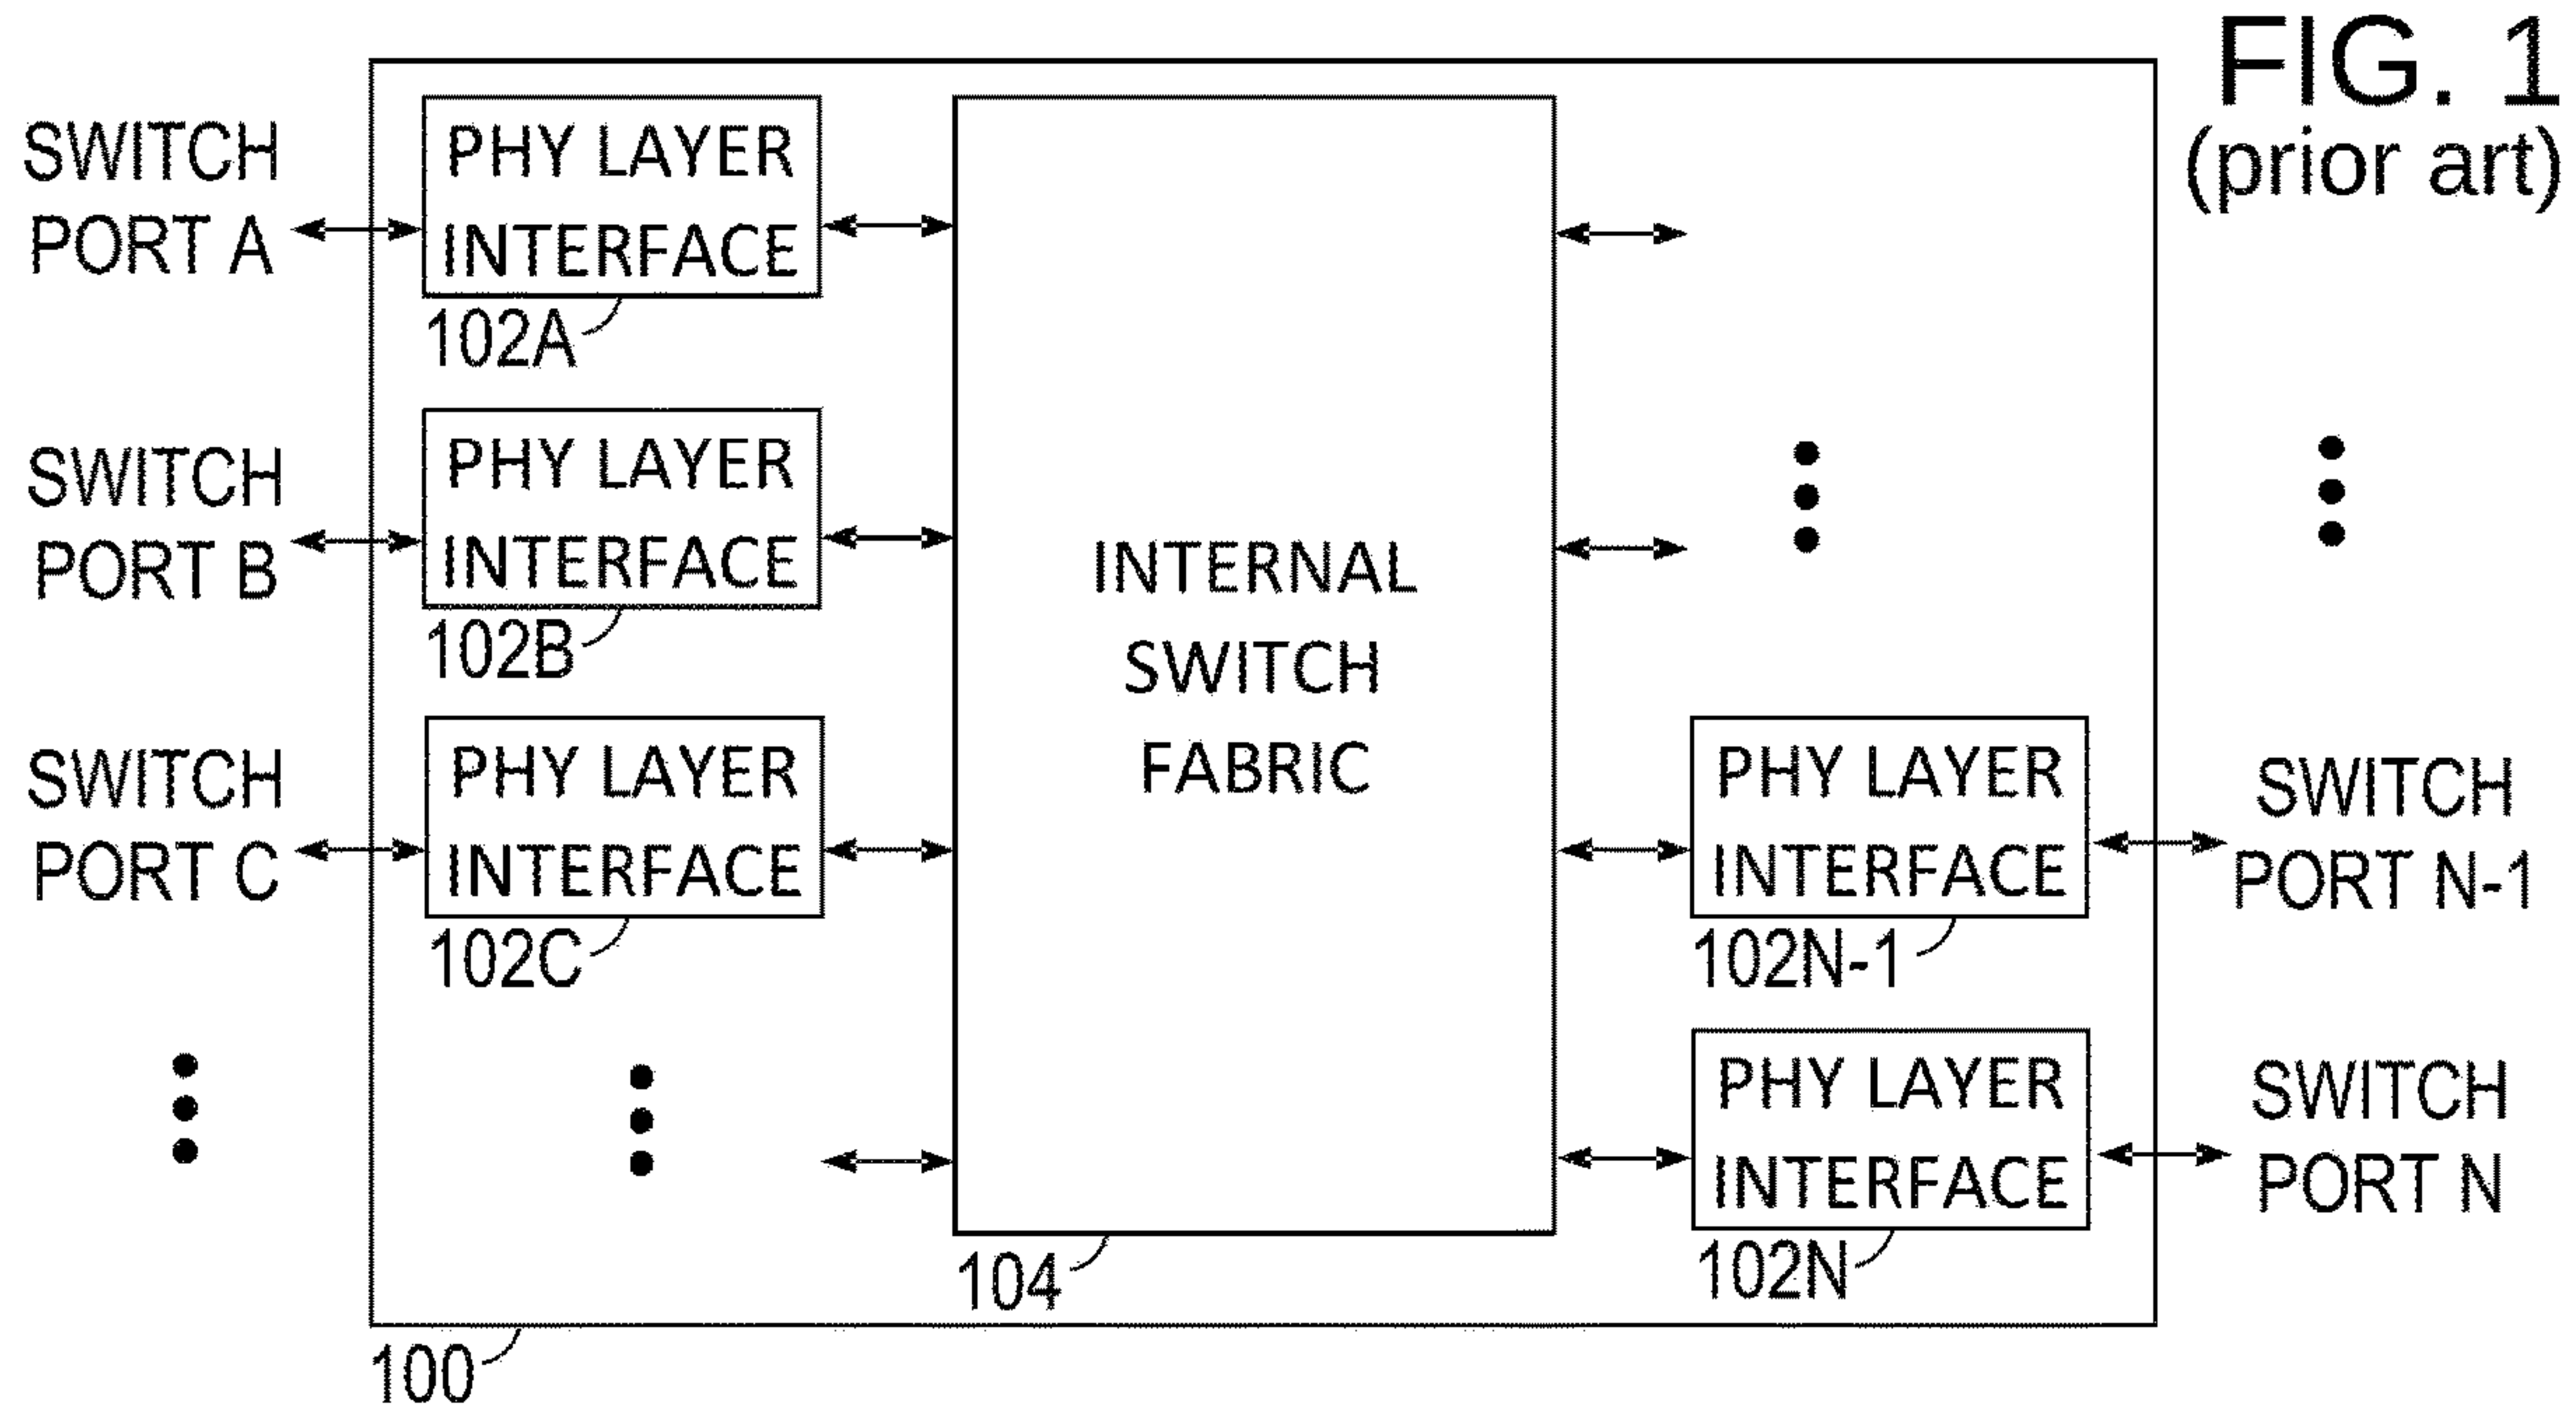 FIG. 1
(prior art)
SWITCH
PORT A
PHY LAYER
INTERFACE
102A
SWITCH
PORT B
PHY LAYER
INTERFACE
102B
SWITCH
PORT C
PHY LAYER
INTERFACE
102C
INTERNAL
SWITCH
FABRIC
104
PHY LAYER
INTERFACE
102N-1
SWITCH
PORT N-1
PHY LAYER
INTERFACE
102N
SWITCH
PORT N
100